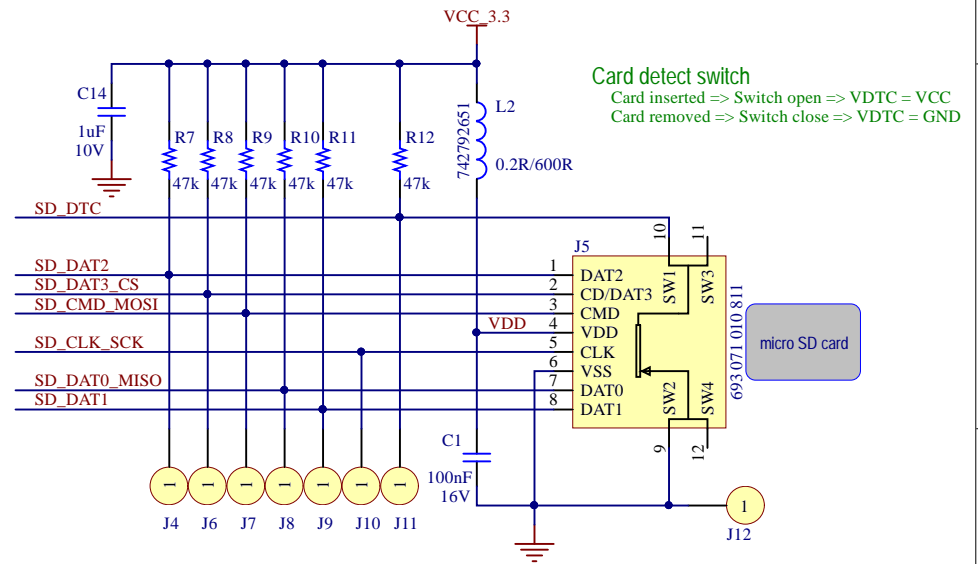 VCC_3.3
Card detect switch
Card inserted => Switch open => VDTC = VCC
Card removed => Switch close => VDTC = GND
C14
1uF
10V
R7
R8
R9
R10
R11
R12
47k
47k
47k
47k
47k
47k
L2
742792651
0.2R/600R
SD_DTC
SD_DAT2
SD_DAT3_CS
SD_CMD_MOSI
SD_CLK_SCK
SD_DAT0_MISO
SD_DAT1
VDD
J5
10
11
1
2
3
4
5
6
7
8
DAT2
CD/DAT3
CMD
VDD
CLK
VSS
DAT0
DAT1
SW1
SW3
SW2
SW4
9
12
693 071 010 811
micro SD card
C1
100nF
16V
1
1
1
1
1
1
1
J4
J6
J7
J8
J9
J10
J11
1
J12